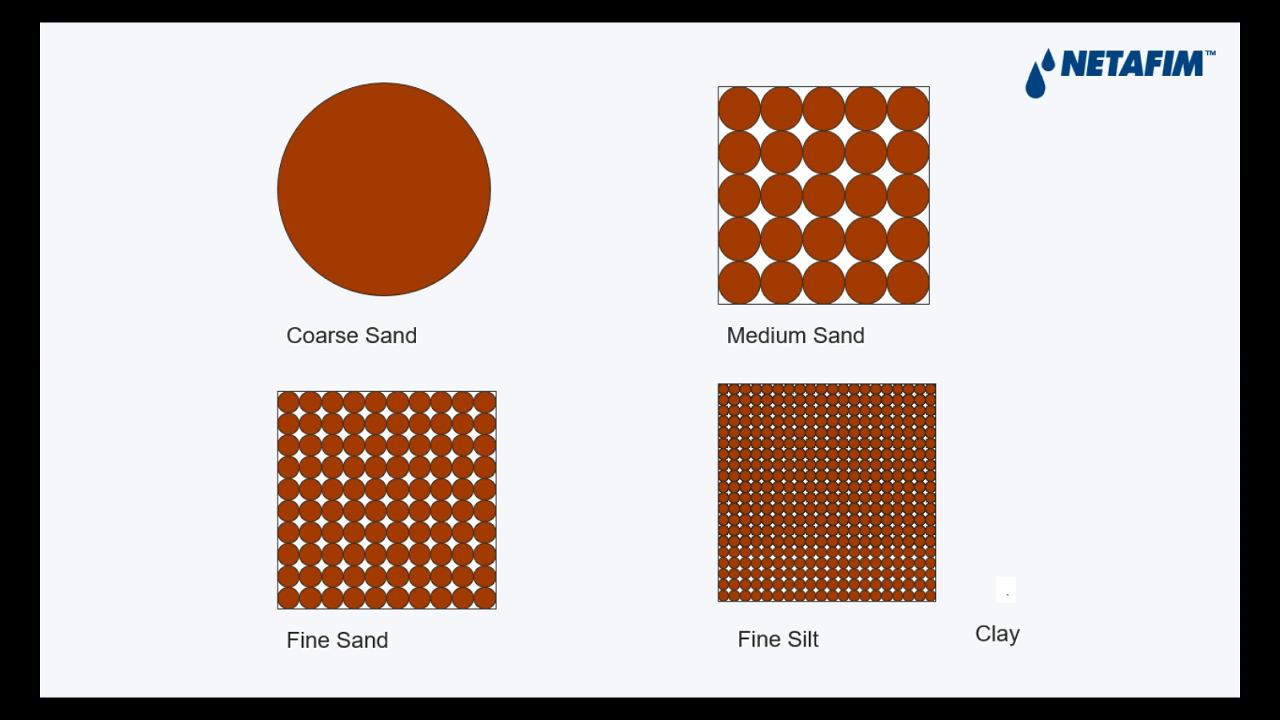 NETAFIM™
Coarse Sand
Medium Sand
Fine Sand
Fine Silt
Clay